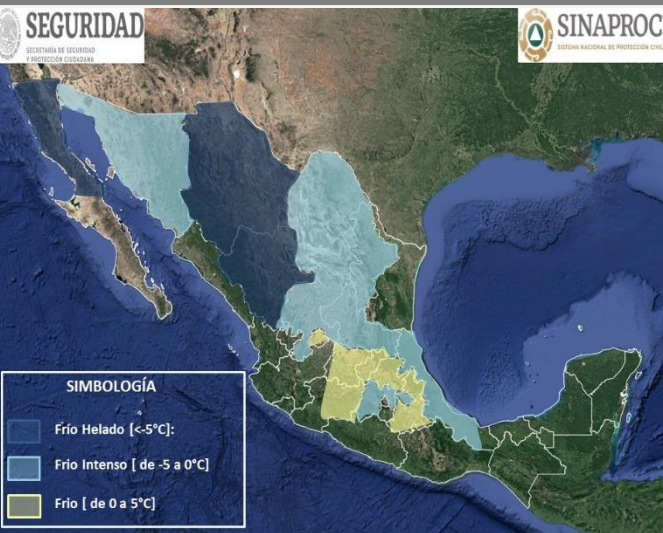 SEGURIDAD
SECRETARÍA DE SEGURIDAD
Y PROTECCIÓN CIUDADANA
SINAPROC
SISTEMA NACIONAL DE PROTECCIÓN CIVIL
SIMBOLOGÍA
Frío Helado [<-5°C]:
Frio Intenso [ de -5 a 0°C]
Frio [ de 0 a 5°C]